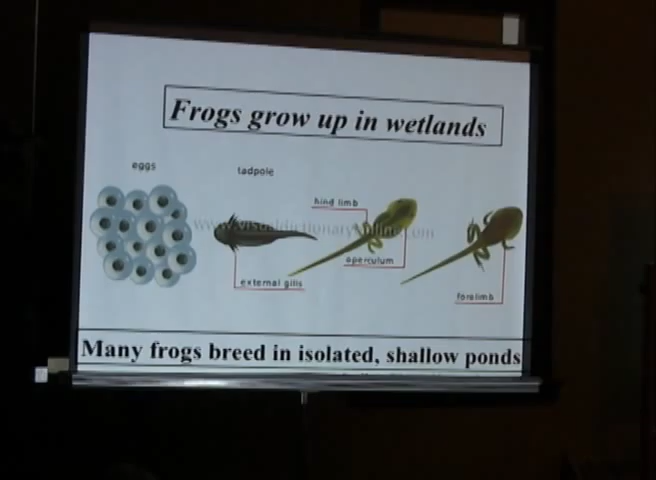 Frogs grow up in wetlands
eggs
tadpole
hind limb
operculum
external gills
forelimb
Many frogs breed in isolated, shallow ponds